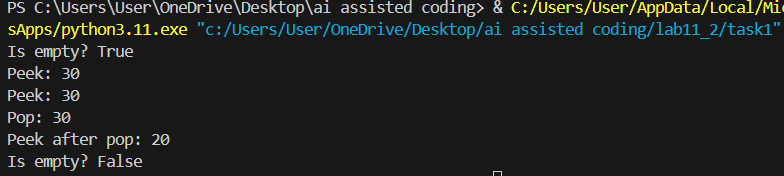 PS C:\Users\User\OneDrive\Desktop\ai assisted coding> & C:/Users/User/AppData/Local/Mic
sApps/python3.11.exe "c:/Users/User/OneDrive/Desktop/ai assisted coding/lab11_2/task1"
Is empty? True
Peek: 30
Peek: 30
Pop: 30
Peek after pop: 20
Is empty? False